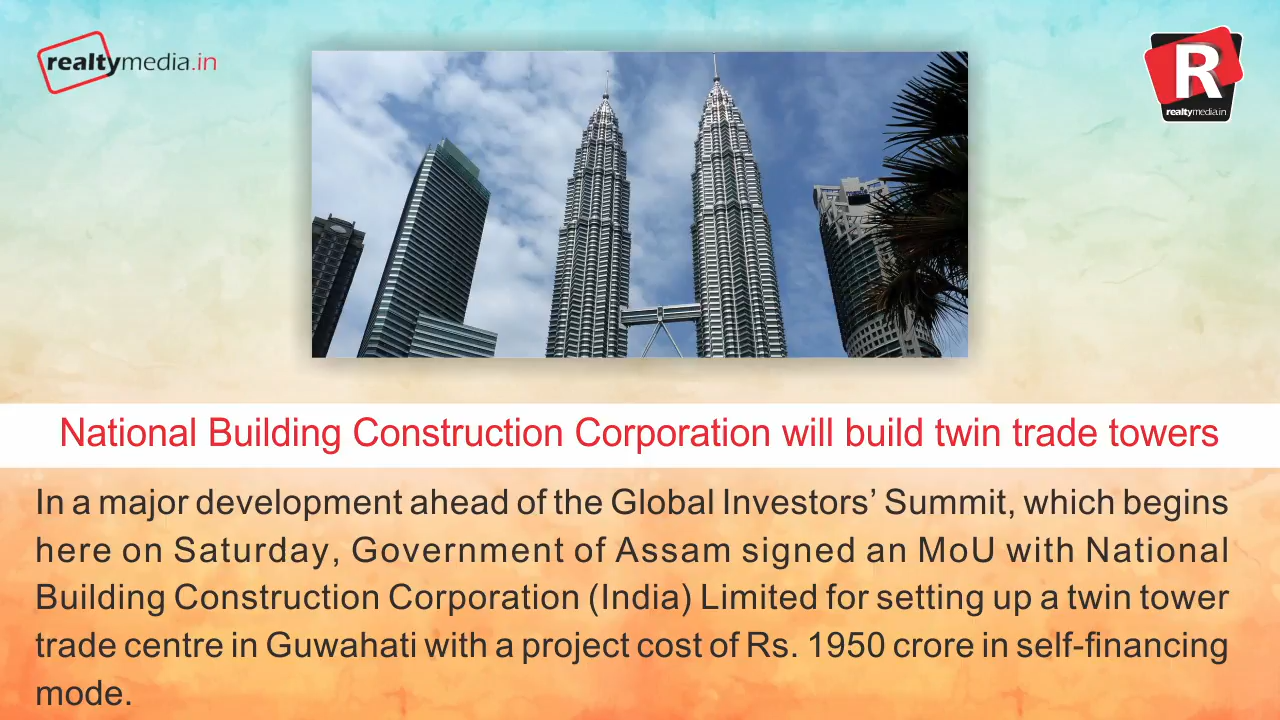 realtymedia.in
R
realtymedia.in
National Building Construction Corporation will build twin trade towers
In a major development ahead of the Global Investors’ Summit, which begins
here on Saturday, Government of Assam signed an MoU with National
Building Construction Corporation (India) Limited for setting up a twin tower
trade centre in Guwahati with a project cost of Rs. 1950 crore in self-financing
mode.